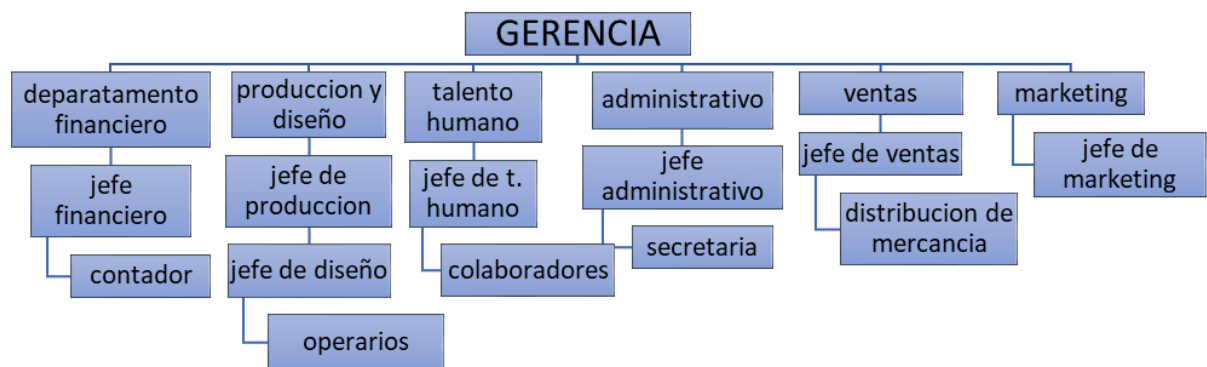 GERENCIA
deparatamento
financiero
produccion y
diseño
talento
humano
administrativo
ventas
marketing
jefe
financiero
jefe de
produccion
jefe de t.
humano
jefe
administrativo
jefe de ventas
jefe de
marketing
contador
jefe de diseño
colaboradores
secretaria
distribucion de
mercancia
operarios